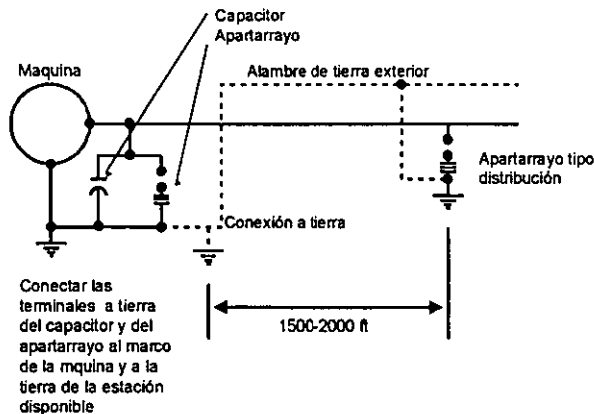 Capacitor
Apartarrayo
Maquina
Alambre de tierra exterior
Apartarrayo tipo
distribución
Conexión a tierra
Conectar las
terminales a tierra
del capacitor y del
apartarrayo al marco
de la mquina y a la
tierra de la estación
disponible
1500-2000 ft